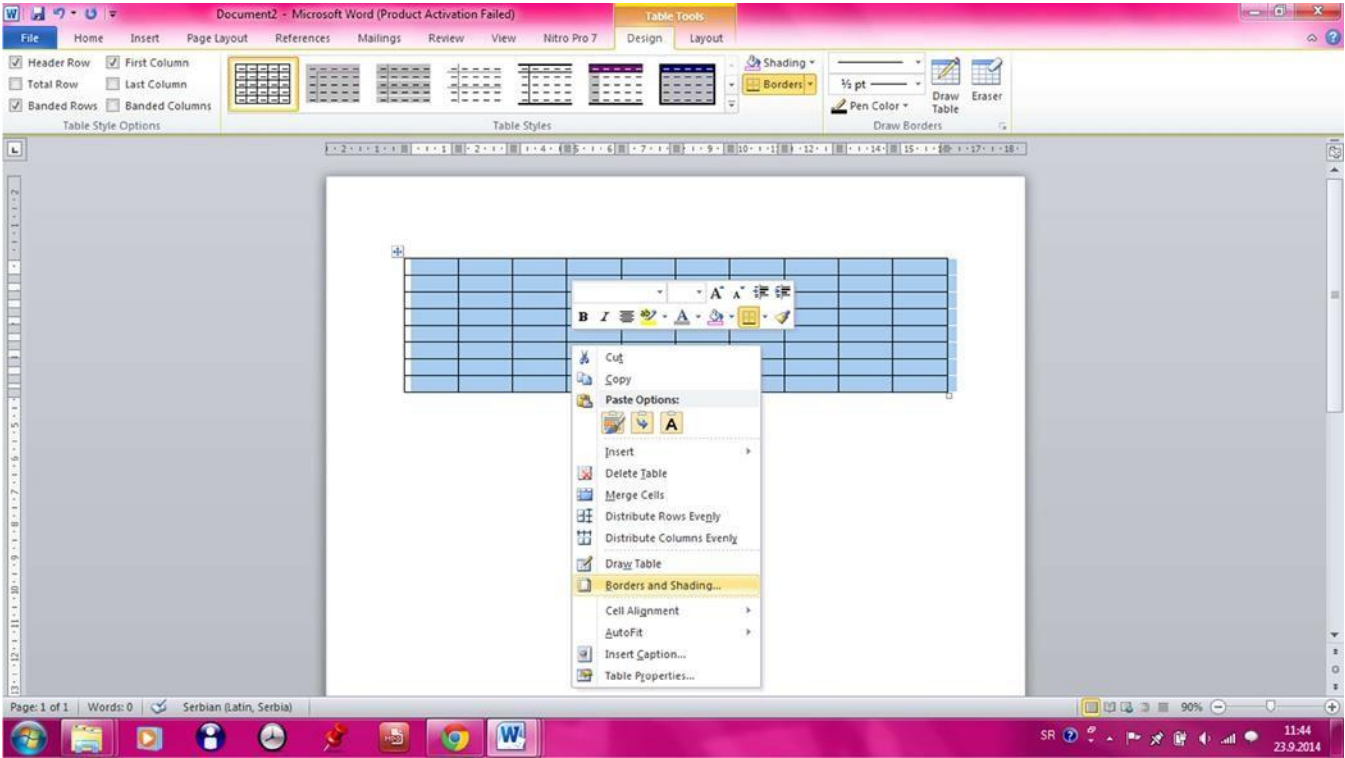 Document2 - Microsoft Word (Product Activation Failed)
Table Tools
File Home Insert Page Layout References Mailings Review View Nitro Pro 7 Design Layout
Header Row First Column
Total Row Last Column
Banded Rows Banded Columns
Table Style Options
Table Styles
Shading
Borders
½ pt
Pen Color
Draw Table
Eraser
Draw Borders
Cut
Copy
Paste Options:
Insert
Delete Table
Merge Cells
Distribute Rows Evenly
Distribute Columns Evenly
Draw Table
Borders and Shading...
Cell Alignment
AutoFit
Insert Caption...
Table Properties...
Page: 1 of 1 Words: 0 Serbian (Latin, Serbia) 90%
SR 11:44
23.9.2014